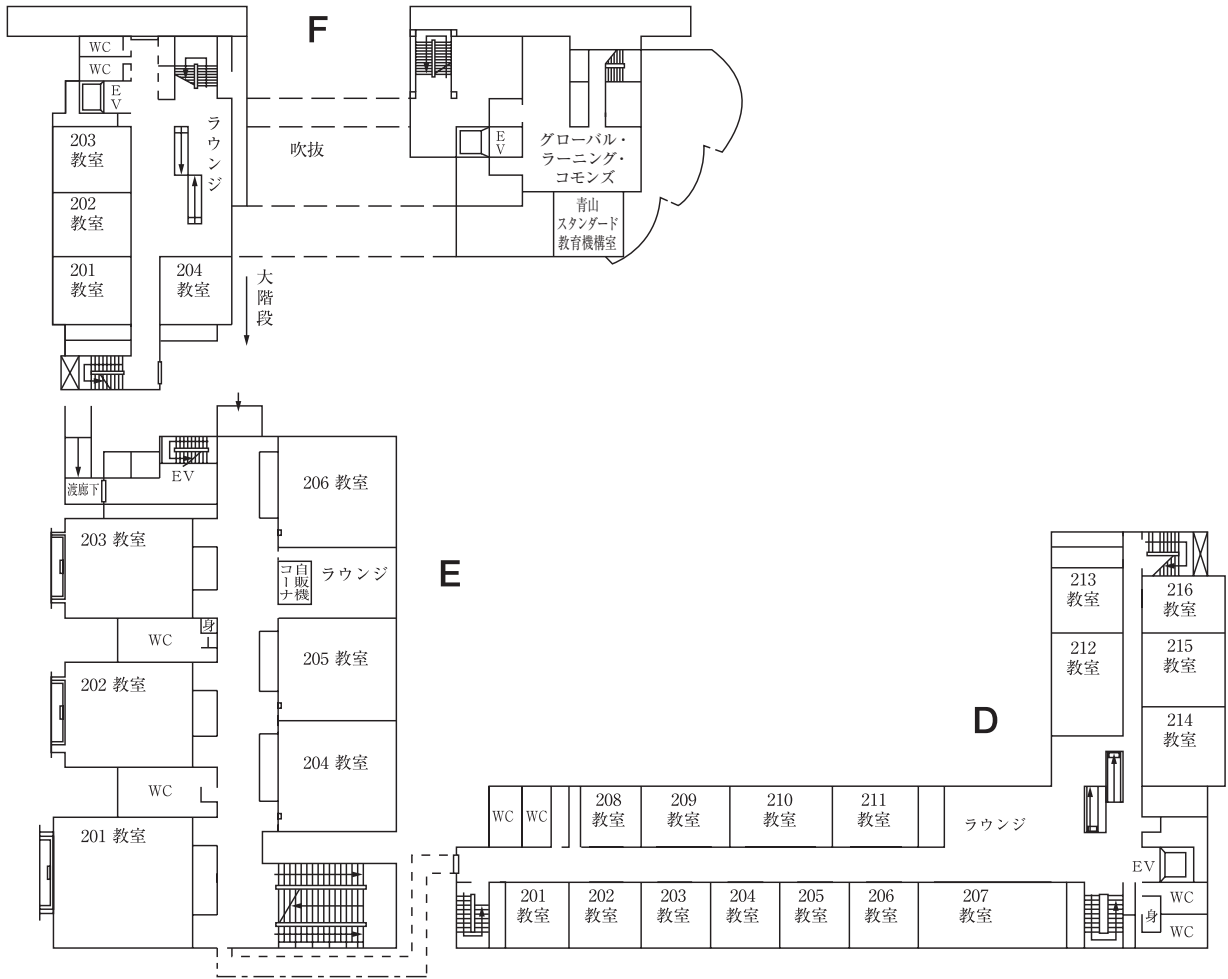 F
WC
WC
EV
ラウンジ
203
教室
202
教室
201
教室
204
教室
吹抜
大階段
EV
グローバル・
ラーニング・
コモンズ
青山
スタンダード
教育機構室
EV
渡廊下
206 教室
203 教室
自販機
コーナ
ラウンジ
E
身
WC
205 教室
202 教室
204 教室
WC
201 教室
D
213
教室
216
教室
212
教室
215
教室
214
教室
WC
WC
208
教室
209
教室
210
教室
211
教室
ラウンジ
EV
201
教室
202
教室
203
教室
204
教室
205
教室
206
教室
207
教室
身
WC
WC